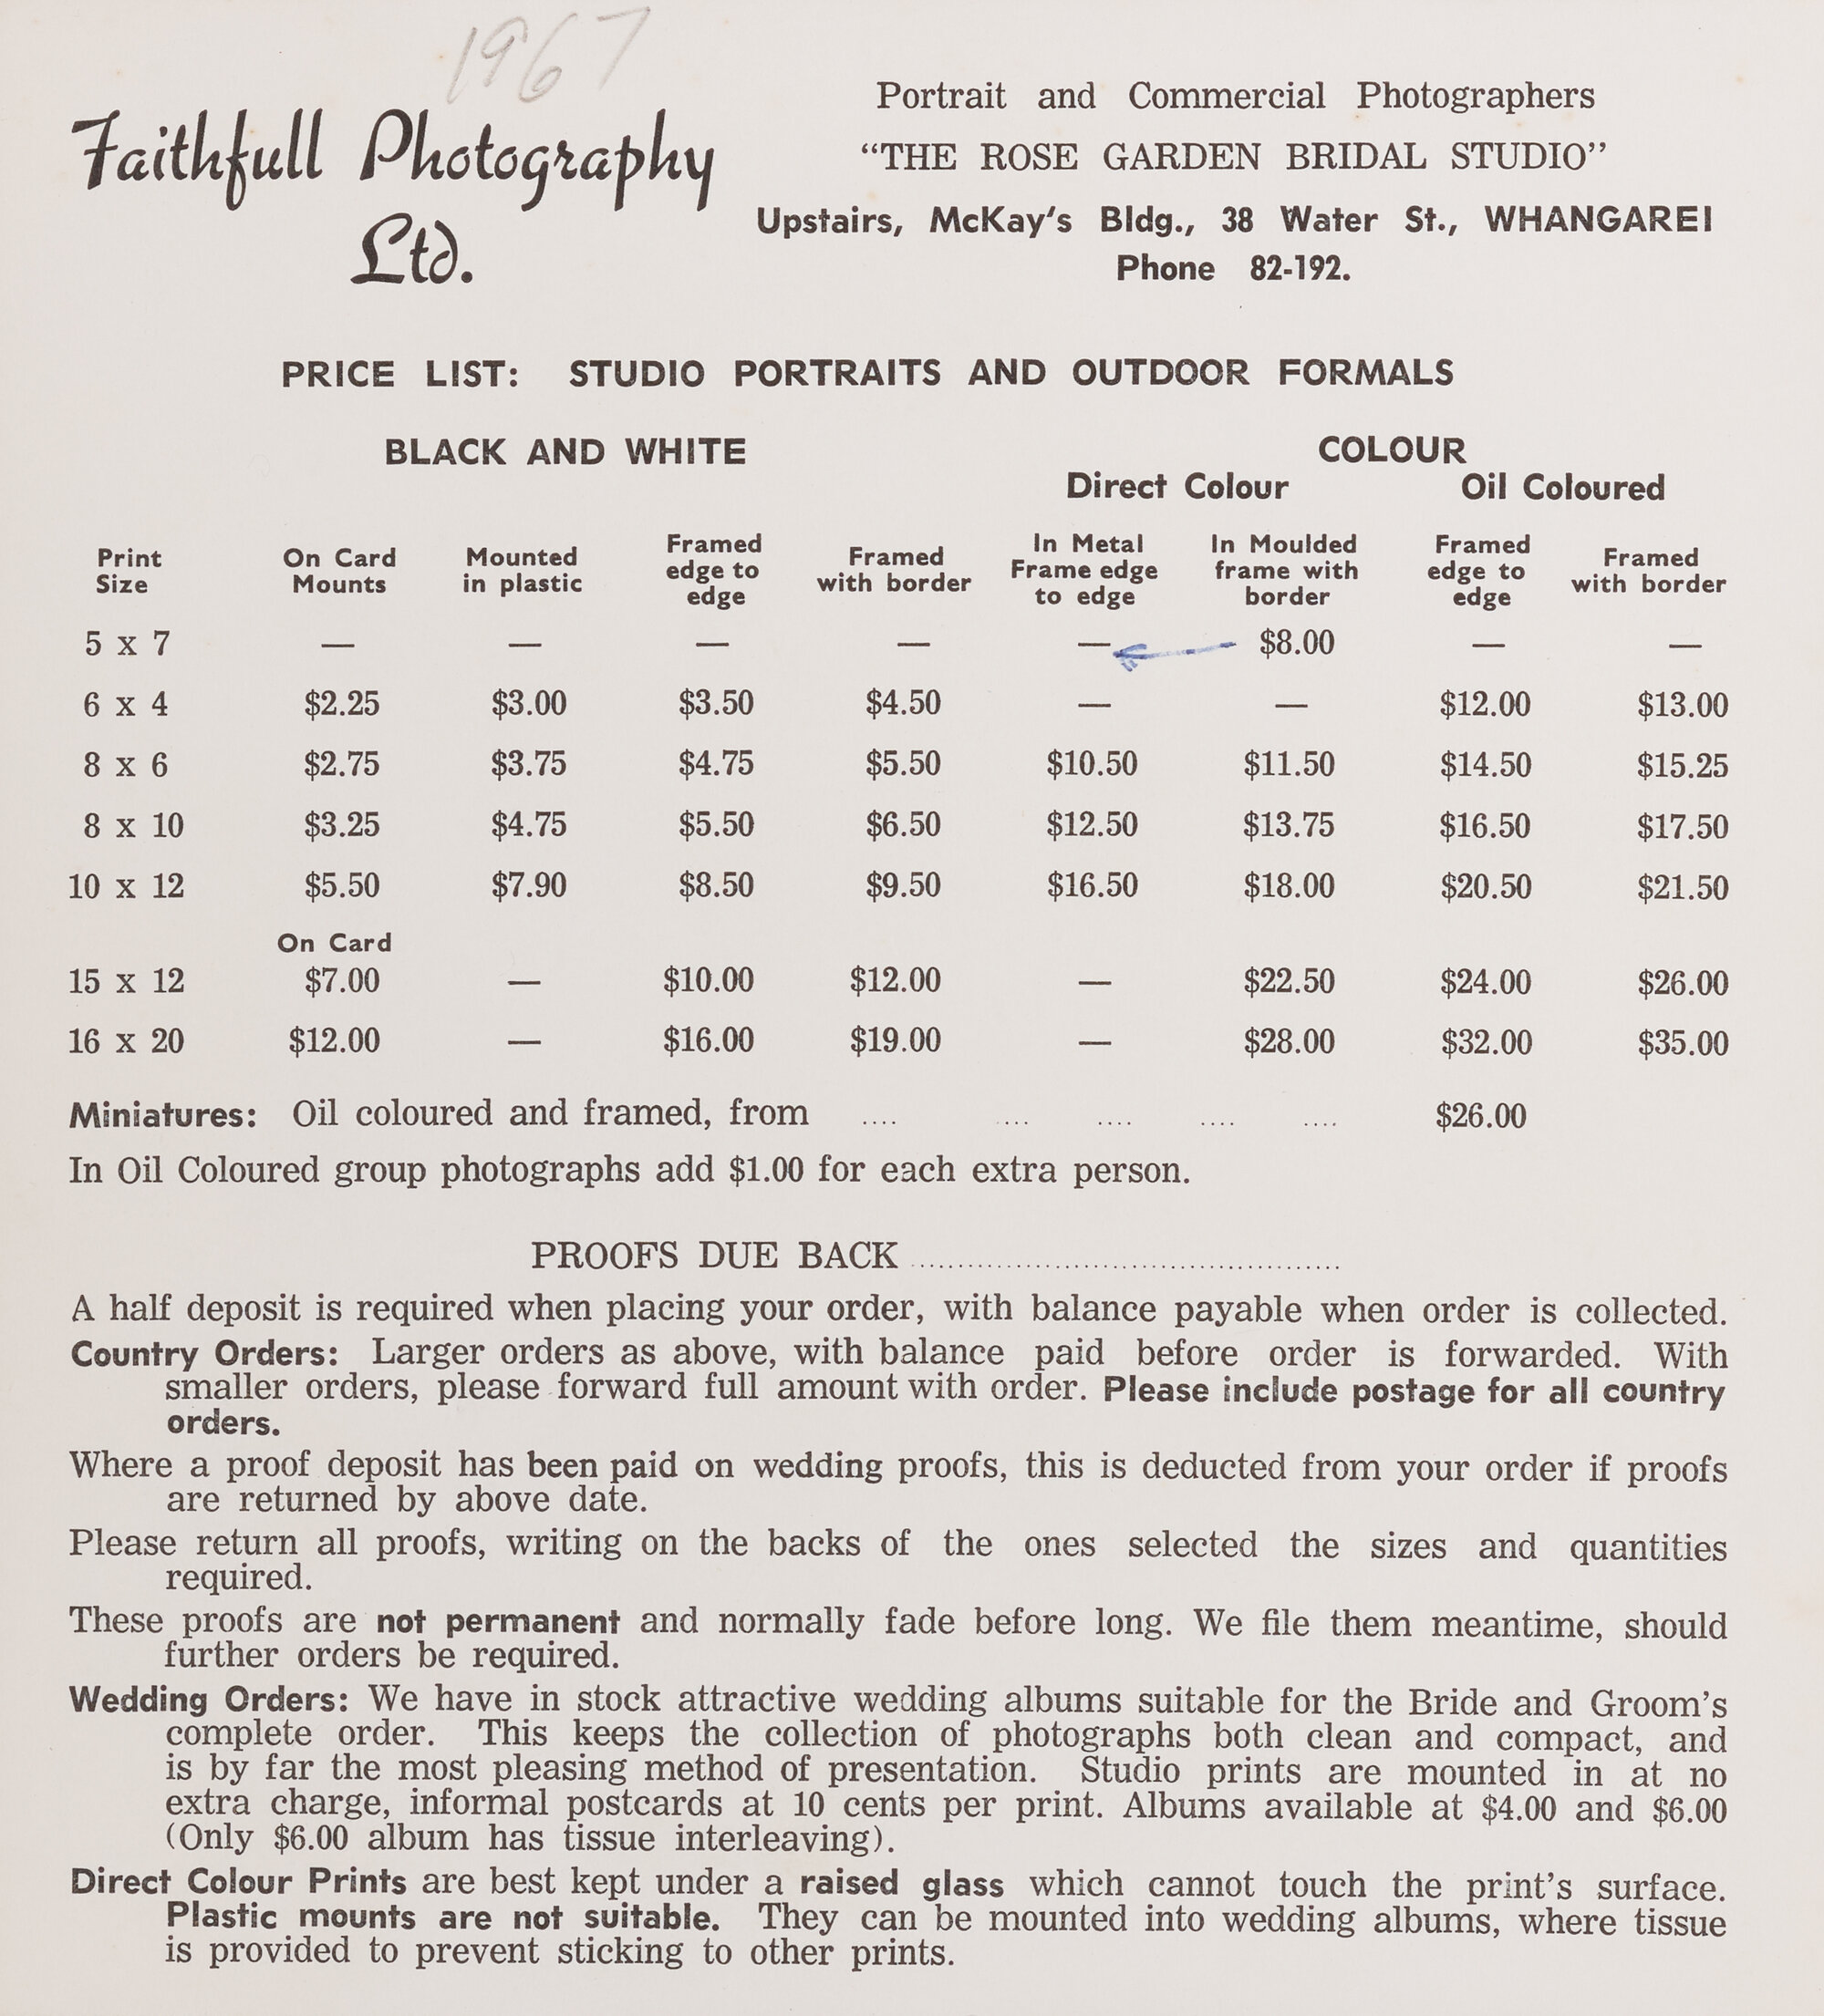 1967
Faithfull Photography
Ltd.
Portrait and Commercial Photographers
“THE ROSE GARDEN BRIDAL STUDIO”
Upstairs, McKay's Bldg., 38 Water St., WHANGAREI
Phone 82-192.
PRICE LIST: STUDIO PORTRAITS AND OUTDOOR FORMALS
BLACK AND WHITE COLOUR
Direct Colour Oil Coloured
Print Size On Card Mounts Mounted in plastic Framed edge to edge Framed with border In Metal Frame edge to edge In Moulded frame with border Framed edge to edge Framed with border
5 x 7 — — — — — $8.00 — —
6 x 4 $2.25 $3.00 $3.50 $4.50 — — $12.00 $13.00
8 x 6 $2.75 $3.75 $4.75 $5.50 $10.50 $11.50 $14.50 $15.25
8 x 10 $3.25 $4.75 $5.50 $6.50 $12.50 $13.75 $16.50 $17.50
10 x 12 $5.50 $7.90 $8.50 $9.50 $16.50 $18.00 $20.50 $21.50
On Card
15 x 12 $7.00 — $10.00 $12.00 — $22.50 $24.00 $26.00
16 x 20 $12.00 — $16.00 $19.00 — $28.00 $32.00 $35.00
Miniatures: Oil coloured and framed, from .... .... .... .... .... $26.00
In Oil Coloured group photographs add $1.00 for each extra person.
PROOFS DUE BACK ............................................
A half deposit is required when placing your order, with balance payable when order is collected.
Country Orders: Larger orders as above, with balance paid before order is forwarded. With
smaller orders, please forward full amount with order. Please include postage for all country
orders.
Where a proof deposit has been paid on wedding proofs, this is deducted from your order if proofs
are returned by above date.
Please return all proofs, writing on the backs of the ones selected the sizes and quantities
required.
These proofs are not permanent and normally fade before long. We file them meantime, should
further orders be required.
Wedding Orders: We have in stock attractive wedding albums suitable for the Bride and Groom's
complete order. This keeps the collection of photographs both clean and compact, and
is by far the most pleasing method of presentation. Studio prints are mounted in at no
extra charge, informal postcards at 10 cents per print. Albums available at $4.00 and $6.00
(Only $6.00 album has tissue interleaving).
Direct Colour Prints are best kept under a raised glass which cannot touch the print's surface.
Plastic mounts are not suitable. They can be mounted into wedding albums, where tissue
is provided to prevent sticking to other prints.